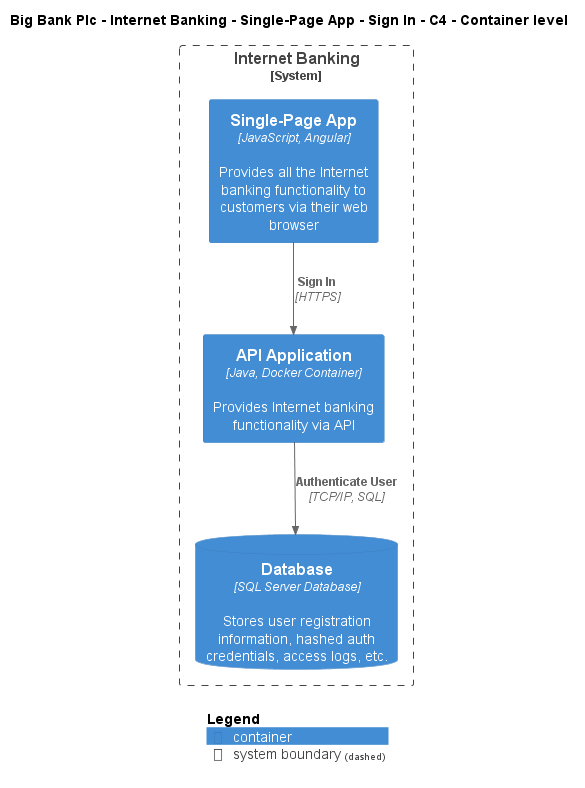 Big Bank Plc - Internet Banking - Single-Page App - Sign In - C4 - Container level
Internet Banking
[System]
Single-Page App
[JavaScript, Angular]
Provides all the Internet
banking functionality to
customers via their web
browser
Sign In
[HTTPS]
API Application
[Java, Docker Container]
Provides Internet banking
functionality via API
Authenticate User
[TCP/IP, SQL]
Database
[SQL Server Database]
Stores user registration
information, hashed auth
credentials, access logs, etc.
Legend
container
system boundary (dashed)